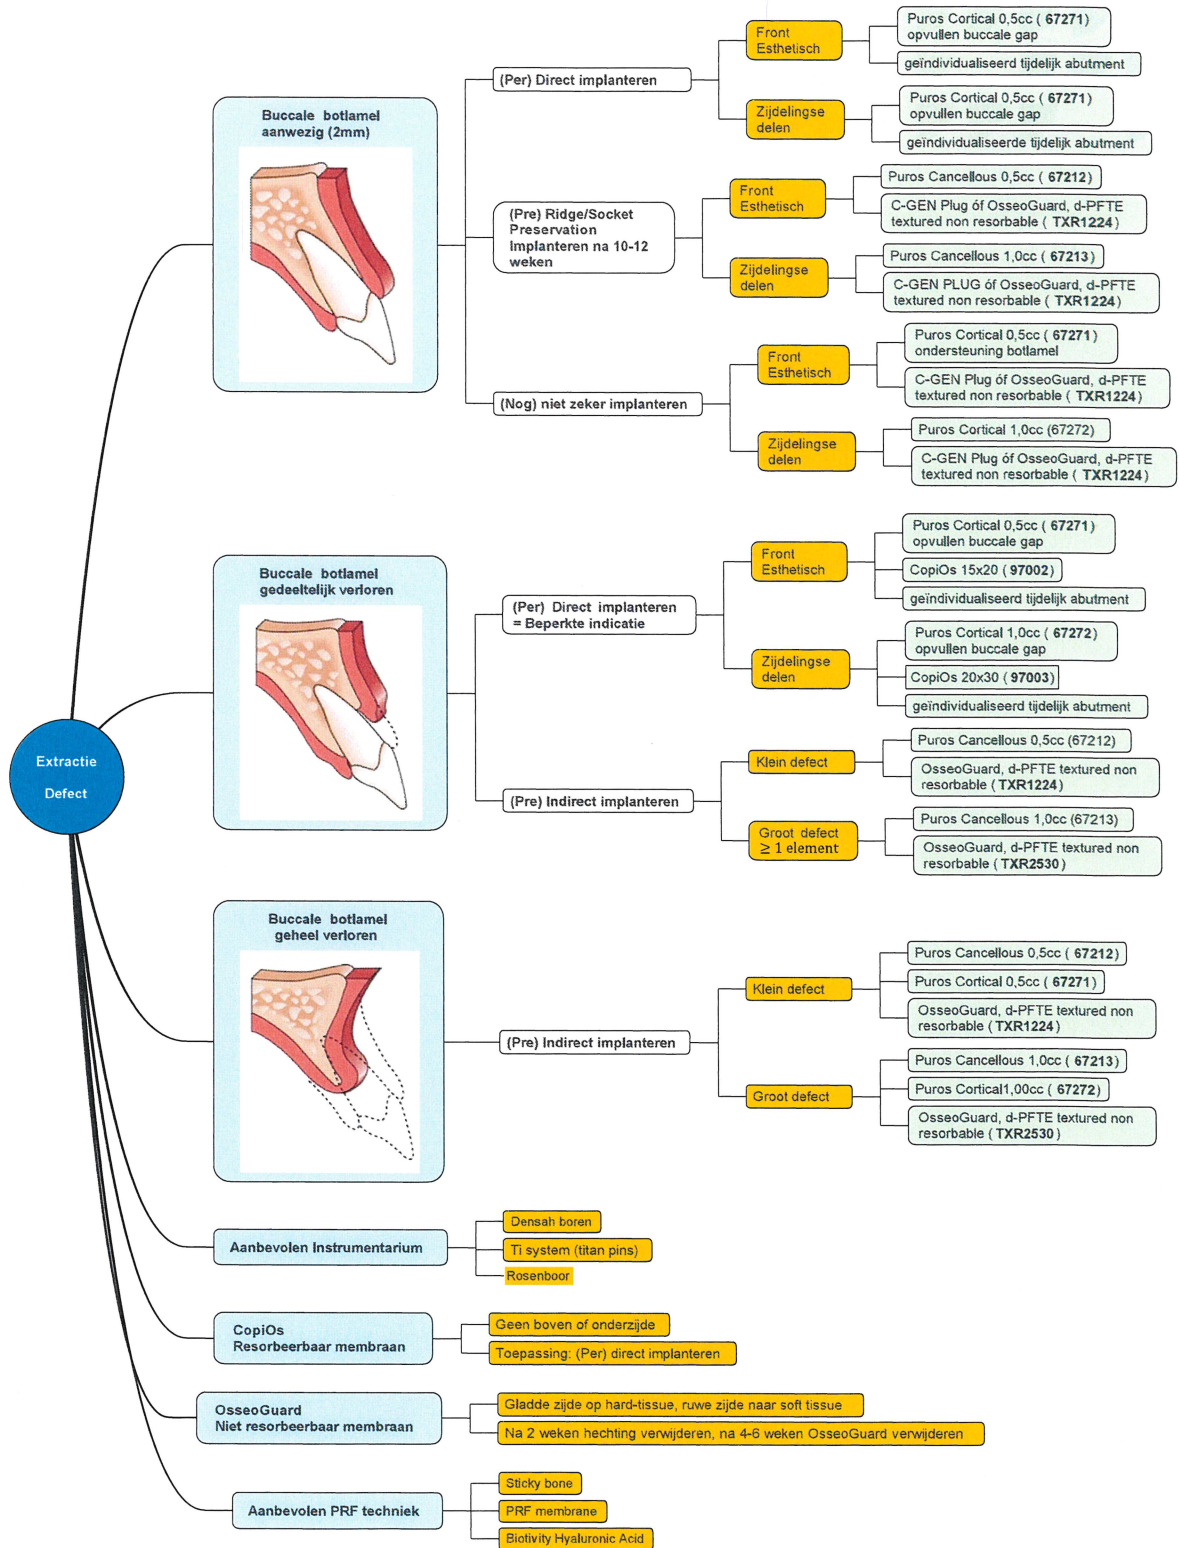 Extractie
Defect
Buccale botlamel
aanwezig (2mm)
(Per) Direct implanteren
Front
Esthetisch
Puros Cortical 0,5cc ( 67271)
opvullen buccale gap
geïndividualiseerd tijdelijk abutment
Zijdelingse
delen
Puros Cortical 0,5cc ( 67271)
opvullen buccale gap
geïndividualiseerde tijdelijk abutment
(Pre) Ridge/Socket
Preservation
Implanteren na 10-12
weken
Front
Esthetisch
Puros Cancellous 0,5cc ( 67212)
C-GEN Plug óf OsseoGuard, d-PFTE
textured non resorbable ( TXR1224)
Zijdelingse
delen
Puros Cancellous 1,0cc ( 67213)
C-GEN PLUG óf OsseoGuard, d-PFTE
textured non resorbable ( TXR1224)
(Nog) niet zeker implanteren
Front
Esthetisch
Puros Cortical 0,5cc ( 67271)
ondersteuning botlamel
C-GEN Plug óf OsseoGuard, d-PFTE
textured non resorbable ( TXR1224)
Zijdelingse
delen
Puros Cortical 1,0cc (67272)
C-GEN Plug óf OsseoGuard, d-PFTE
textured non resorbable ( TXR1224)
Buccale botlamel
gedeeltelijk verloren
(Per) Direct implanteren
= Beperkte indicatie
Front
Esthetisch
Puros Cortical 0,5cc ( 67271)
opvullen buccale gap
CopiOs 15x20 ( 97002)
geïndividualiseerd tijdelijk abutment
Zijdelingse
delen
Puros Cortical 1,0cc ( 67272)
opvullen buccale gap
CopiOs 20x30 ( 97003)
geïndividualiseerd tijdelijk abutment
(Pre) Indirect implanteren
Klein defect
Puros Cancellous 0,5cc (67212)
OsseoGuard, d-PFTE textured non
resorbable ( TXR1224)
Groot defect
≥ 1 element
Puros Cancellous 1,0cc (67213)
OsseoGuard, d-PFTE textured non
resorbable ( TXR2530)
Buccale botlamel
geheel verloren
(Pre) Indirect implanteren
Klein defect
Puros Cancellous 0,5cc ( 67212)
Puros Cortical 0,5cc ( 67271)
OsseoGuard, d-PFTE textured non
resorbable ( TXR1224)
Groot defect
Puros Cancellous 1,0cc ( 67213)
Puros Cortical1,00cc ( 67272)
OsseoGuard, d-PFTE textured non
resorbable ( TXR2530)
Aanbevolen Instrumentarium
Densah boren
Ti system (titan pins)
Rosenboor
CopiOs
Resorbeerbaar membraan
Geen boven of onderzijde
Toepassing: (Per) direct implanteren
OsseoGuard
Niet resorbeerbaar membraan
Gladde zijde op hard-tissue, ruwe zijde naar soft tissue
Na 2 weken hechting verwijderen, na 4-6 weken OsseoGuard verwijderen
Aanbevolen PRF techniek
Sticky bone
PRF membrane
Biotivity Hyaluronic Acid